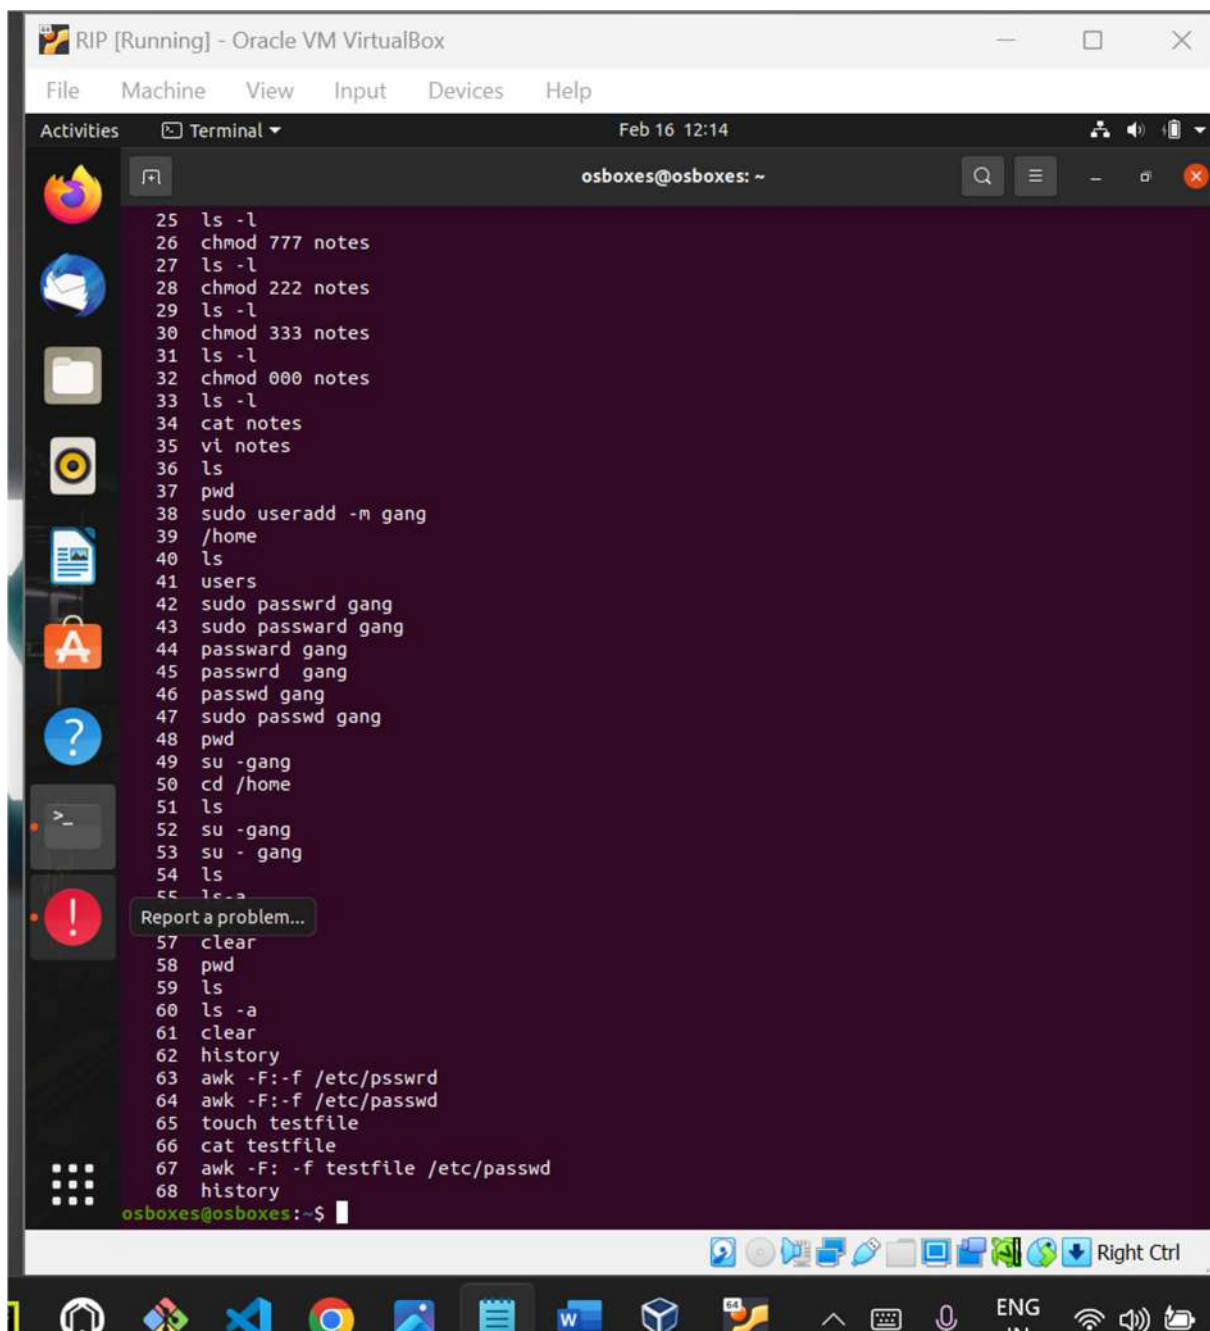 RIP [Running] - Oracle VM VirtualBox
File Machine View Input Devices Help
Activities Terminal Feb 16 12:14
osboxes@osboxes: ~
25 ls -l
26 chmod 777 notes
27 ls -l
28 chmod 222 notes
29 ls -l
30 chmod 333 notes
31 ls -l
32 chmod 000 notes
33 ls -l
34 cat notes
35 vi notes
36 ls
37 pwd
38 sudo useradd -m gang
39 /home
40 ls
41 users
42 sudo passwrd gang
43 sudo passward gang
44 passward gang
45 passwrd  gang
46 passwd gang
47 sudo passwd gang
48 pwd
49 su -gang
50 cd /home
51 ls
52 su -gang
53 su - gang
54 ls
55 ls-a
Report a problem...
57 clear
58 pwd
59 ls
60 ls -a
61 clear
62 history
63 awk -F:-f /etc/psswrd
64 awk -F:-f /etc/passwd
65 touch testfile
66 cat testfile
67 awk -F: -f testfile /etc/passwd
68 history
osboxes@osboxes:~$
Right Ctrl
ENG